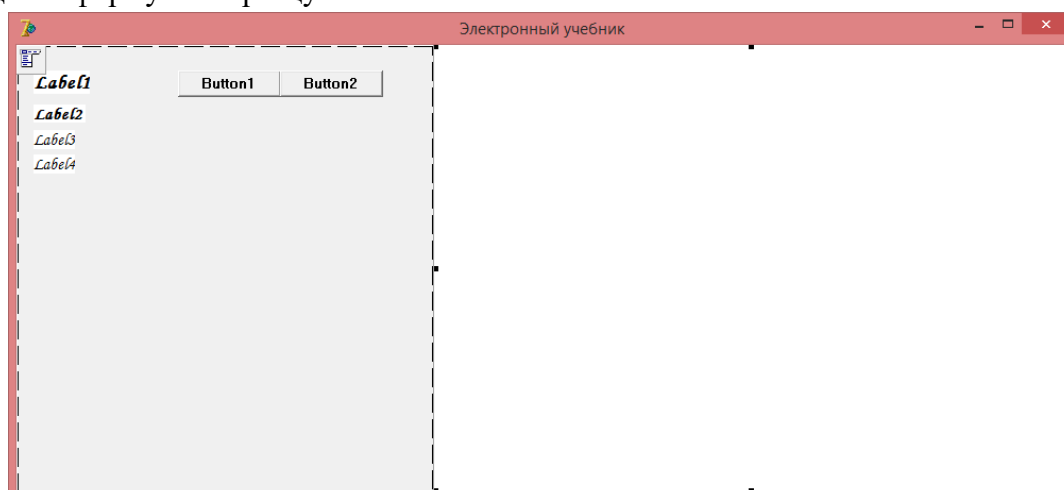 Электронный учебник
Label1 Button1 Button2
Label2
Label3
Label4